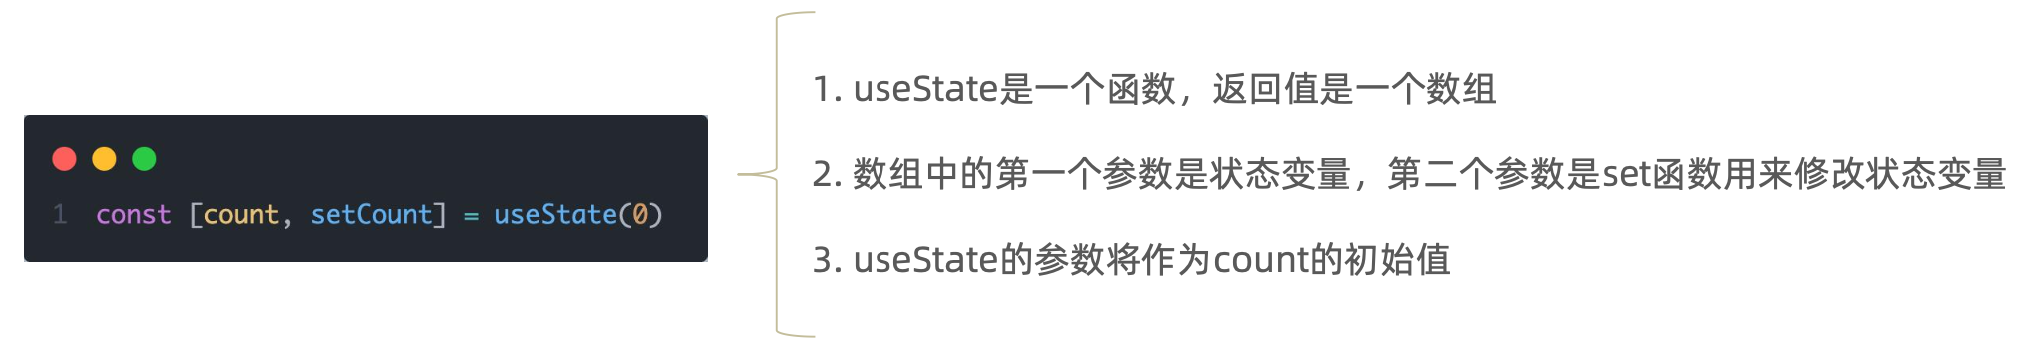 1 const [count, setCount] = useState(0)
1. useState是一个函数，返回值是一个数组
2. 数组中的第一个参数是状态变量，第二个参数是set函数用来修改状态变量
3. useState的参数将作为count的初始值